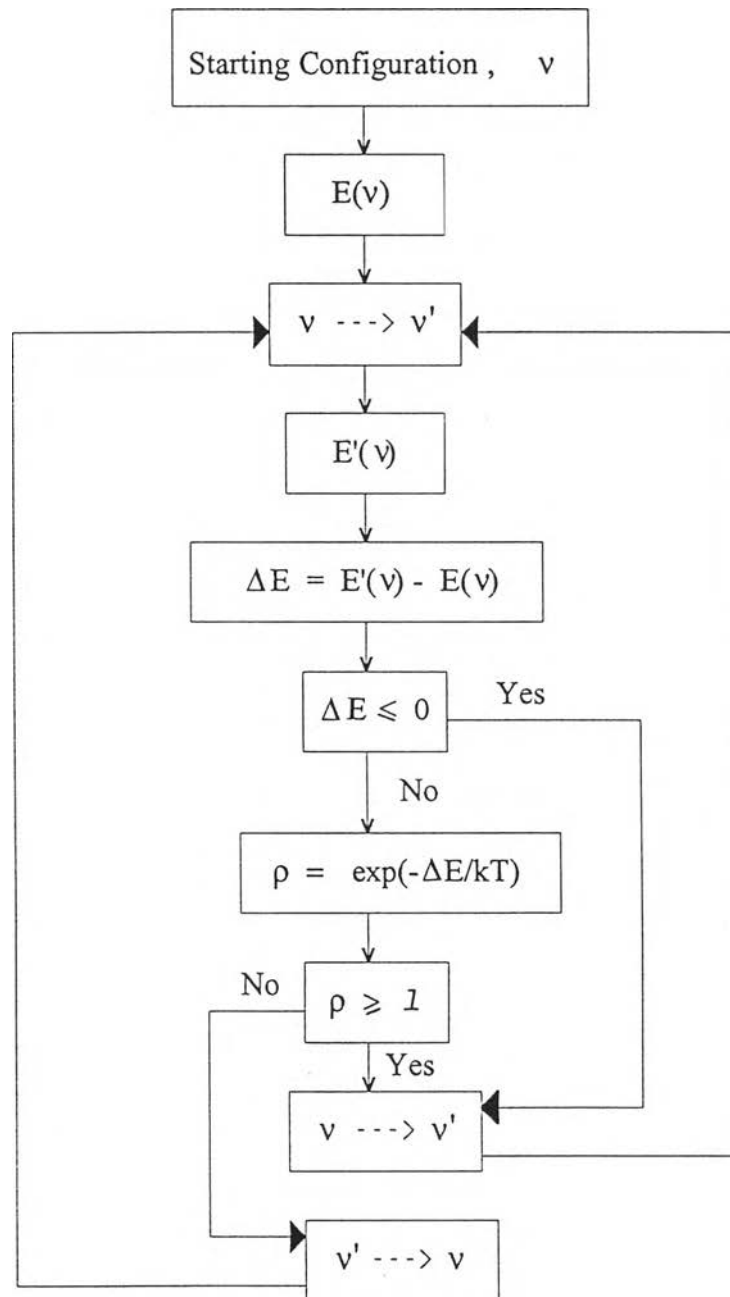 Starting Configuration , ν
E(ν)
ν ---> ν'
E'(ν)
ΔE = E'(ν) - E(ν)
ΔE ⩽ 0
Yes
No
ρ = exp(-ΔE/kT)
No
ρ ⩾ 1
Yes
ν ---> ν'
ν' ---> ν